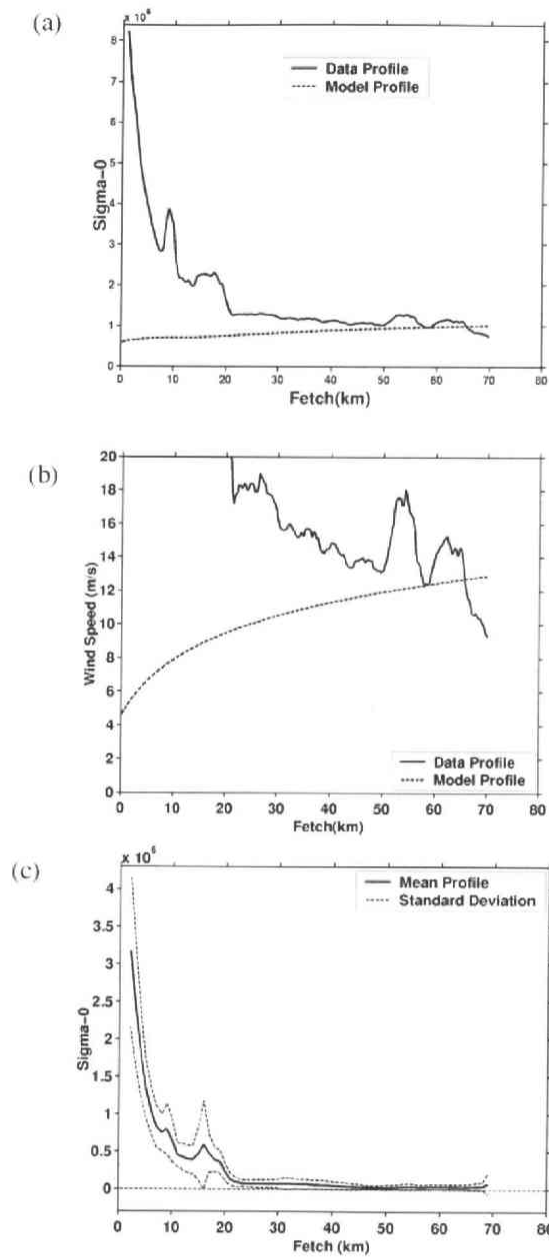 (a)
x 10
8
7
6
5
4
3
2
1
0
Sigma-0
Data Profile
Model Profile
0 10 20 30 40 50 60 70 80
Fetch(km)
(b)
20
18
16
14
12
10
8
6
4
2
0
Wind Speed (m/s)
Data Profile
Model Profile
0 10 20 30 40 50 60 70 80
Fetch(km)
(c)
x 10⁶
4
3.5
3
2.5
2
1.5
1
0.5
0
Sigma-0
Mean Profile
Standard Deviation
0 10 20 30 40 50 60 70 80
Fetch (km)